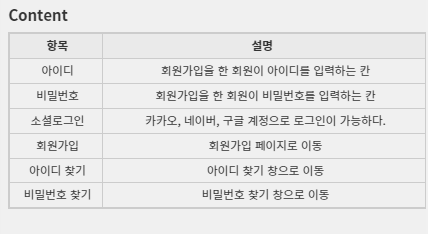 Content
항목 설명
아이디 회원가입을 한 회원이 아이디를 입력하는 칸
비밀번호 회원가입을 한 회원이 비밀번호를 입력하는 칸
소셜로그인 카카오, 네이버, 구글 계정으로 로그인이 가능하다.
회원가입 회원가입 페이지로 이동
아이디 찾기 아이디 찾기 창으로 이동
비밀번호 찾기 비밀번호 찾기 창으로 이동